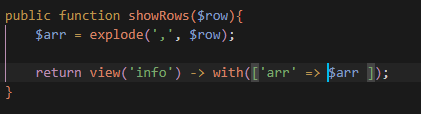 public function showRows($row){
$arr = explode(',', $row);
return view('info') -> with(['arr' => $arr ]);
}